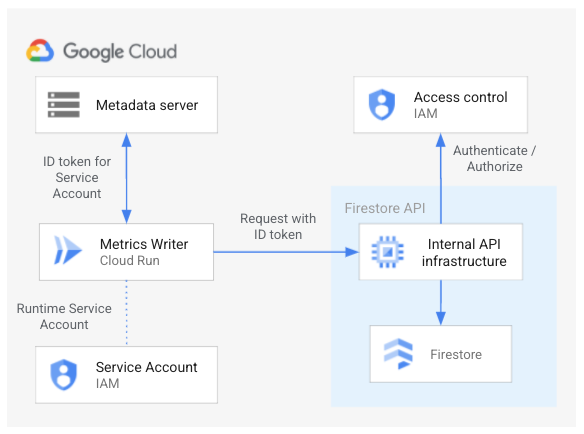 Google Cloud
Metadata server
Access control
IAM
ID token for
Service
Account
Authenticate /
Authorize
Firestore API
Request with
ID token
Metrics Writer
Cloud Run
Internal API
infrastructure
Runtime Service
Account
Service Account
IAM
Firestore